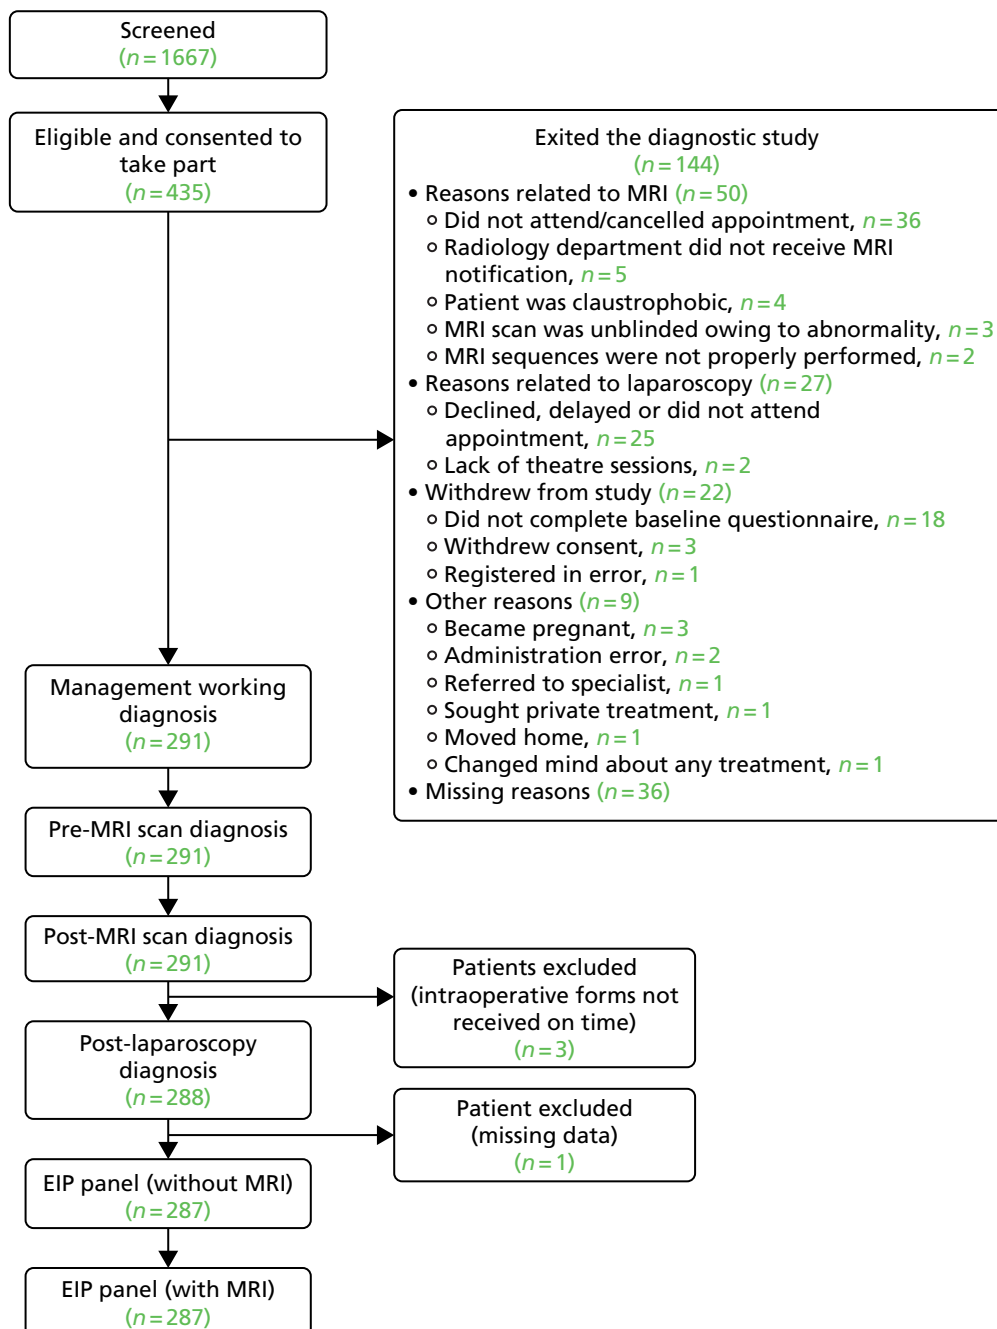 Screened
(n = 1667)
Eligible and consented to
take part
(n = 435)
Exited the diagnostic study
(n = 144)
• Reasons related to MRI (n = 50)
Did not attend/cancelled appointment, n = 36
Radiology department did not receive MRI
notification, n = 5
Patient was claustrophobic, n = 4
MRI scan was unblinded owing to abnormality, n = 3
MRI sequences were not properly performed, n = 2
• Reasons related to laparoscopy (n = 27)
Declined, delayed or did not attend
appointment, n = 25
Lack of theatre sessions, n = 2
• Withdrew from study (n = 22)
Did not complete baseline questionnaire, n = 18
Withdrew consent, n = 3
Registered in error, n = 1
• Other reasons (n = 9)
Became pregnant, n = 3
Administration error, n = 2
Referred to specialist, n = 1
Sought private treatment, n = 1
Moved home, n = 1
Changed mind about any treatment, n = 1
• Missing reasons (n = 36)
Management working
diagnosis
(n = 291)
Pre-MRI scan diagnosis
(n = 291)
Post-MRI scan diagnosis
(n = 291)
Patients excluded
(intraoperative forms not
received on time)
(n = 3)
Post-laparoscopy
diagnosis
(n = 288)
Patient excluded
(missing data)
(n = 1)
EIP panel (without MRI)
(n = 287)
EIP panel (with MRI)
(n = 287)